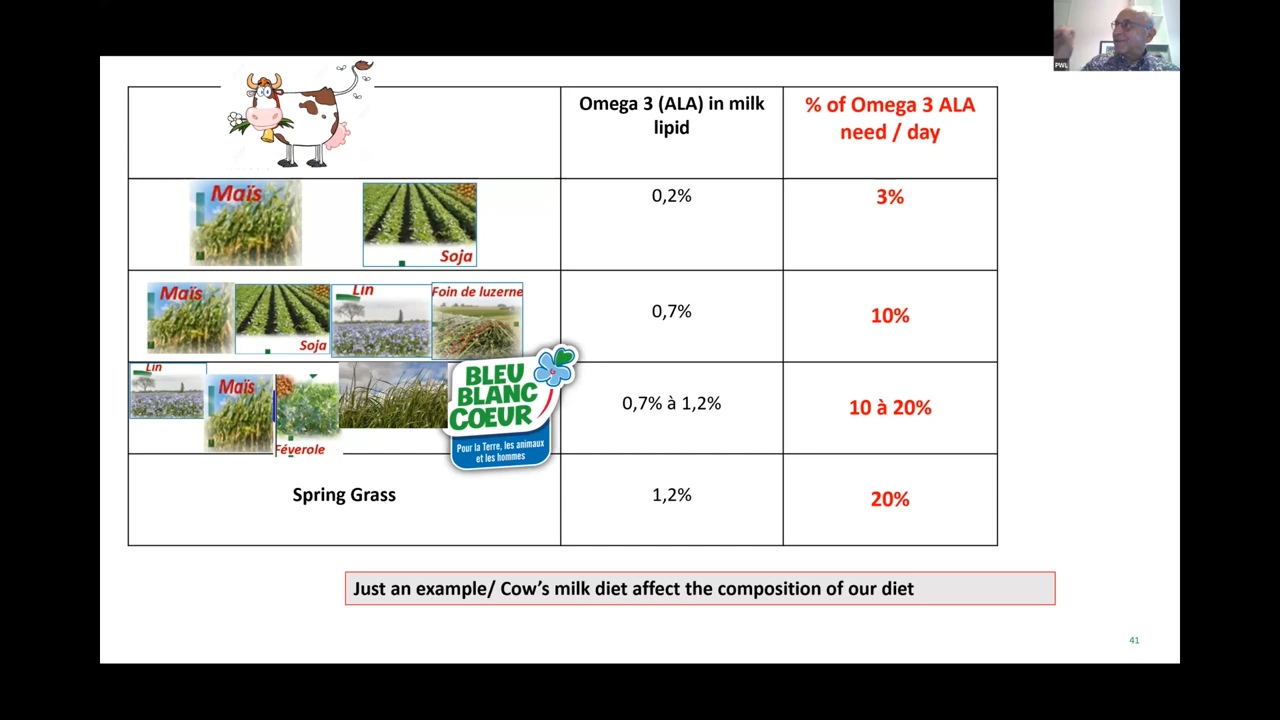 PWL
Omega 3 (ALA) in milk
lipid
% of Omega 3 ALA
need / day
Maïs
Soja
0,2%
3%
Maïs
Soja
Lin
Foin de luzerne
0,7%
10%
Lin
Maïs
Féverole
BLEU
BLANC
COEUR
Pour la Terre, les animaux
et les hommes
0,7% à 1,2%
10 à 20%
Spring Grass
1,2%
20%
Just an example/ Cow's milk diet affect the composition of our diet
41